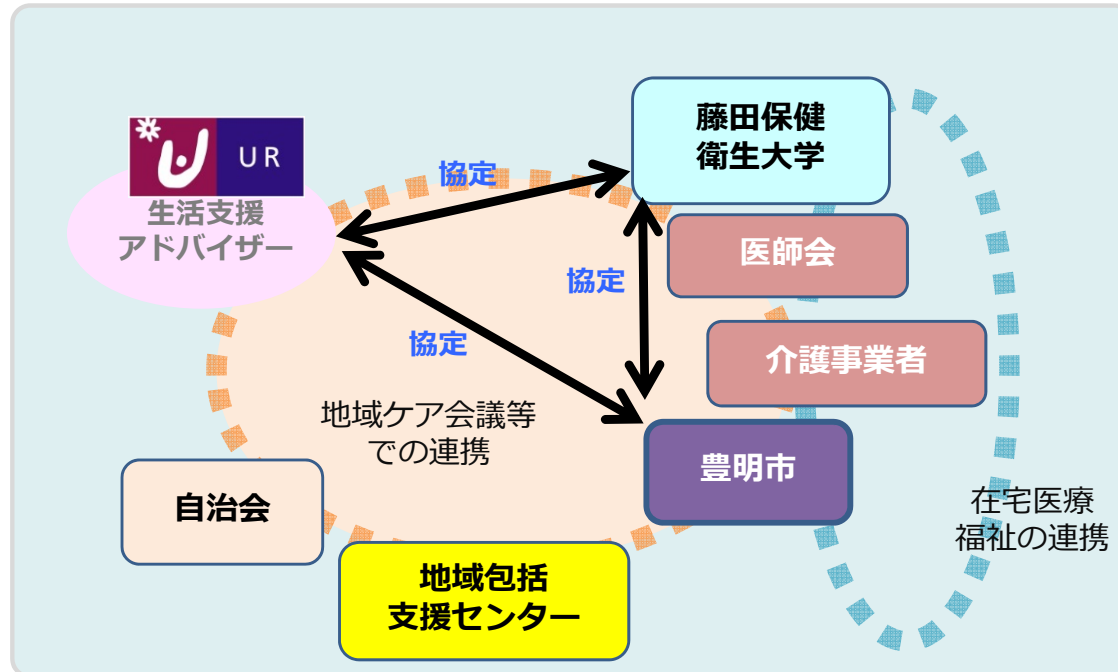 藤田保健
衛生大学
UR
生活支援
アドバイザー
協定
医師会
協定
協定
介護事業者
地域ケア会議等
での連携
豊明市
自治会
在宅医療
福祉の連携
地域包括
支援センター